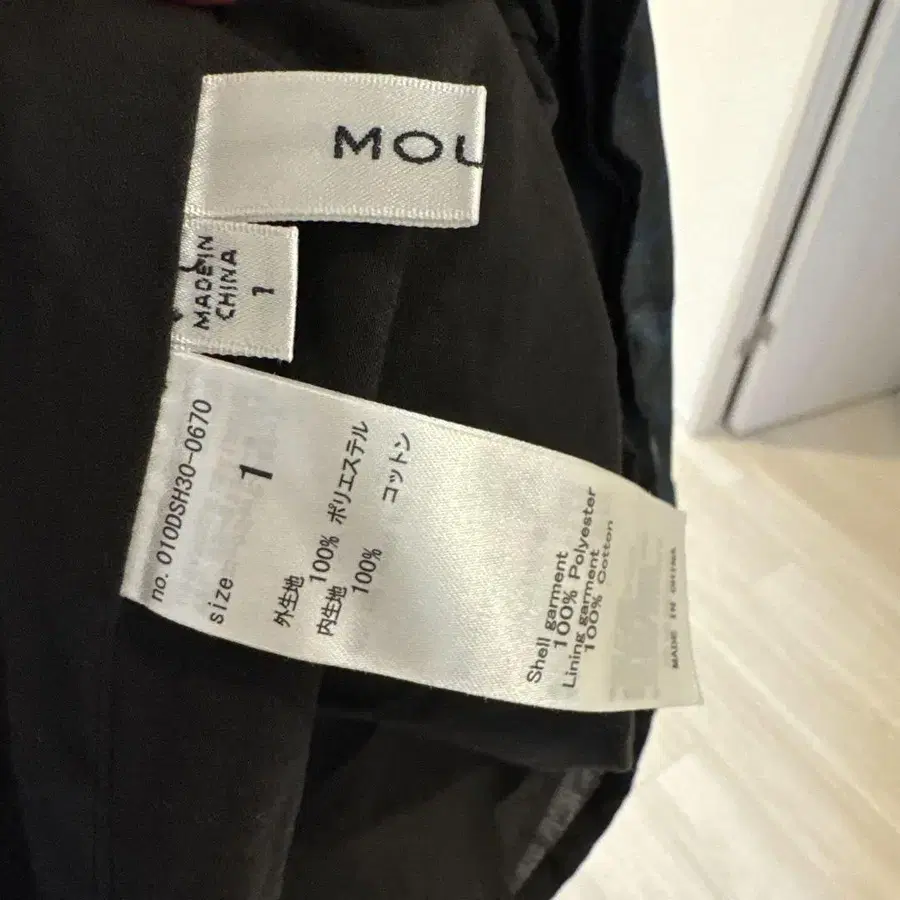 MOU
MADE IN
CHINA
1
no. 010DSH30-0670
size
1
外生地
100% ポリエステル
内生地
100% コットン
Shell garment
100% Polyester
Lining garment
100% Cotton
MADE IN CHINA